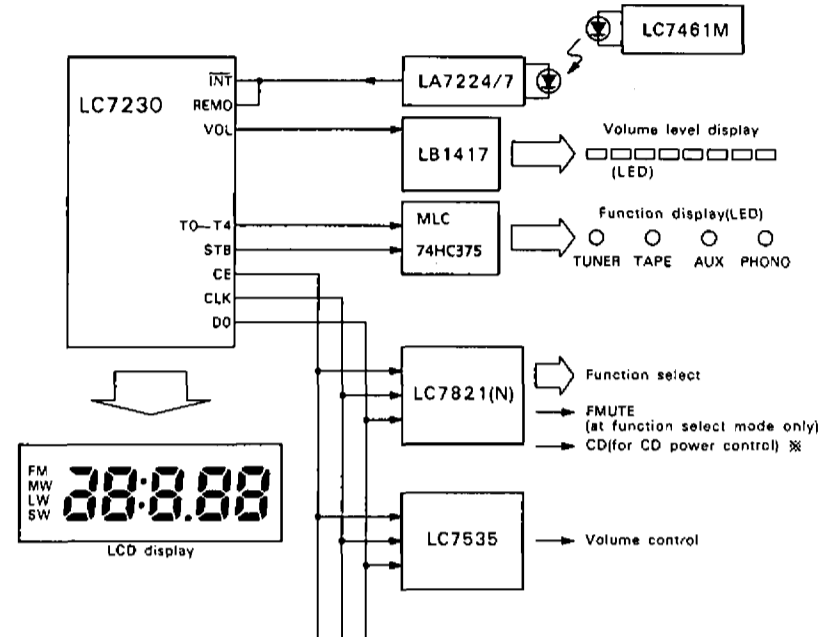 LC7461M
INT
LA7224/7
LC7230
REMO
VOL
LB1417
Volume level display
(LED)
T0—T4
MLC
74HC375
Function display(LED)
STB
TUNER TAPE AUX PHONO
CE
CLK
DO
LC7821(N)
Function select
FMUTE
(at function select mode only)
CD(for CD power control) ※
FM
MW
LW
SW
28:8.88
LCD display
LC7535
Volume control